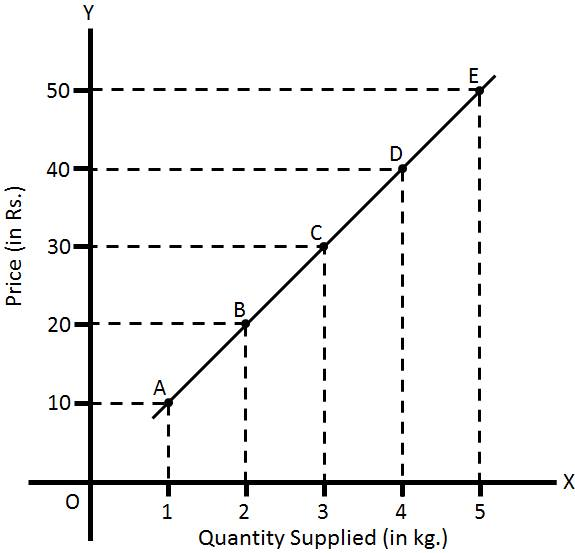 Y
E
50
D
40
C
30
B
20
A
10
Price (in Rs.)
O
X
1 2 3 4 5
Quantity Supplied (in kg.)